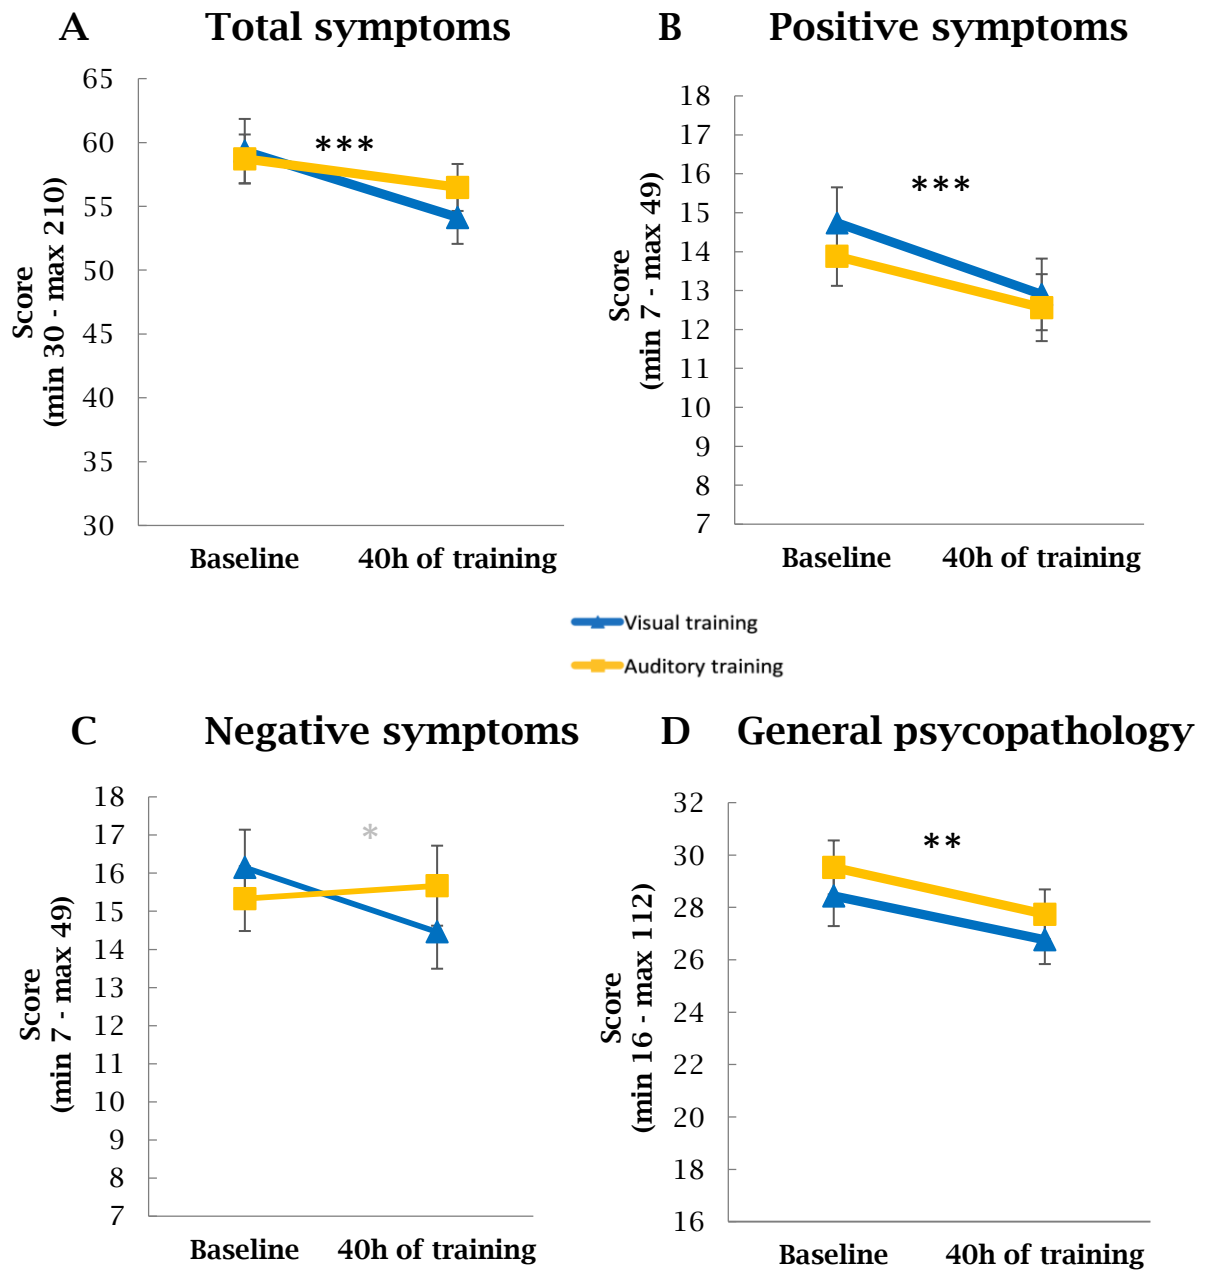 A Total symptoms
65
60
55
50
45
40
35
30
***
Score
(min 30 - max 210)
Baseline 40h of training
B Positive symptoms
18
17
16
15
14
13
12
11
10
9
8
7
***
Score
(min 7 - max 49)
Baseline 40h of training
Visual training
Auditory training
C Negative symptoms
18
17
16
15
14
13
12
11
10
9
8
7
*
Score
(min 7 - max 49)
Baseline 40h of training
D General psycopathology
32
30
28
26
24
22
20
18
16
**
Score
(min 16 - max 112)
Baseline 40h of training